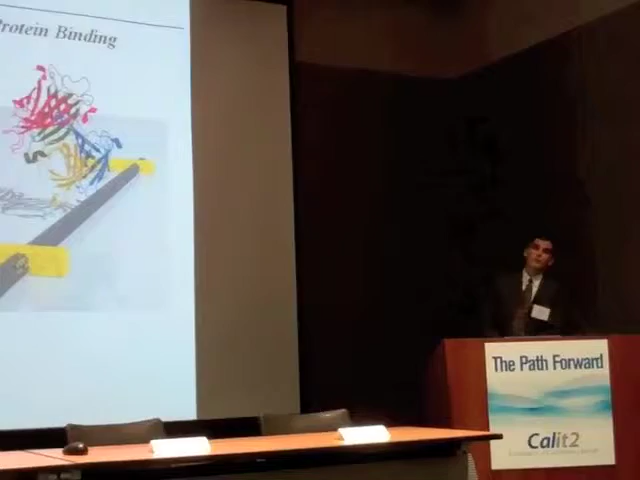 Protein Binding
The Path Forward
Calit2